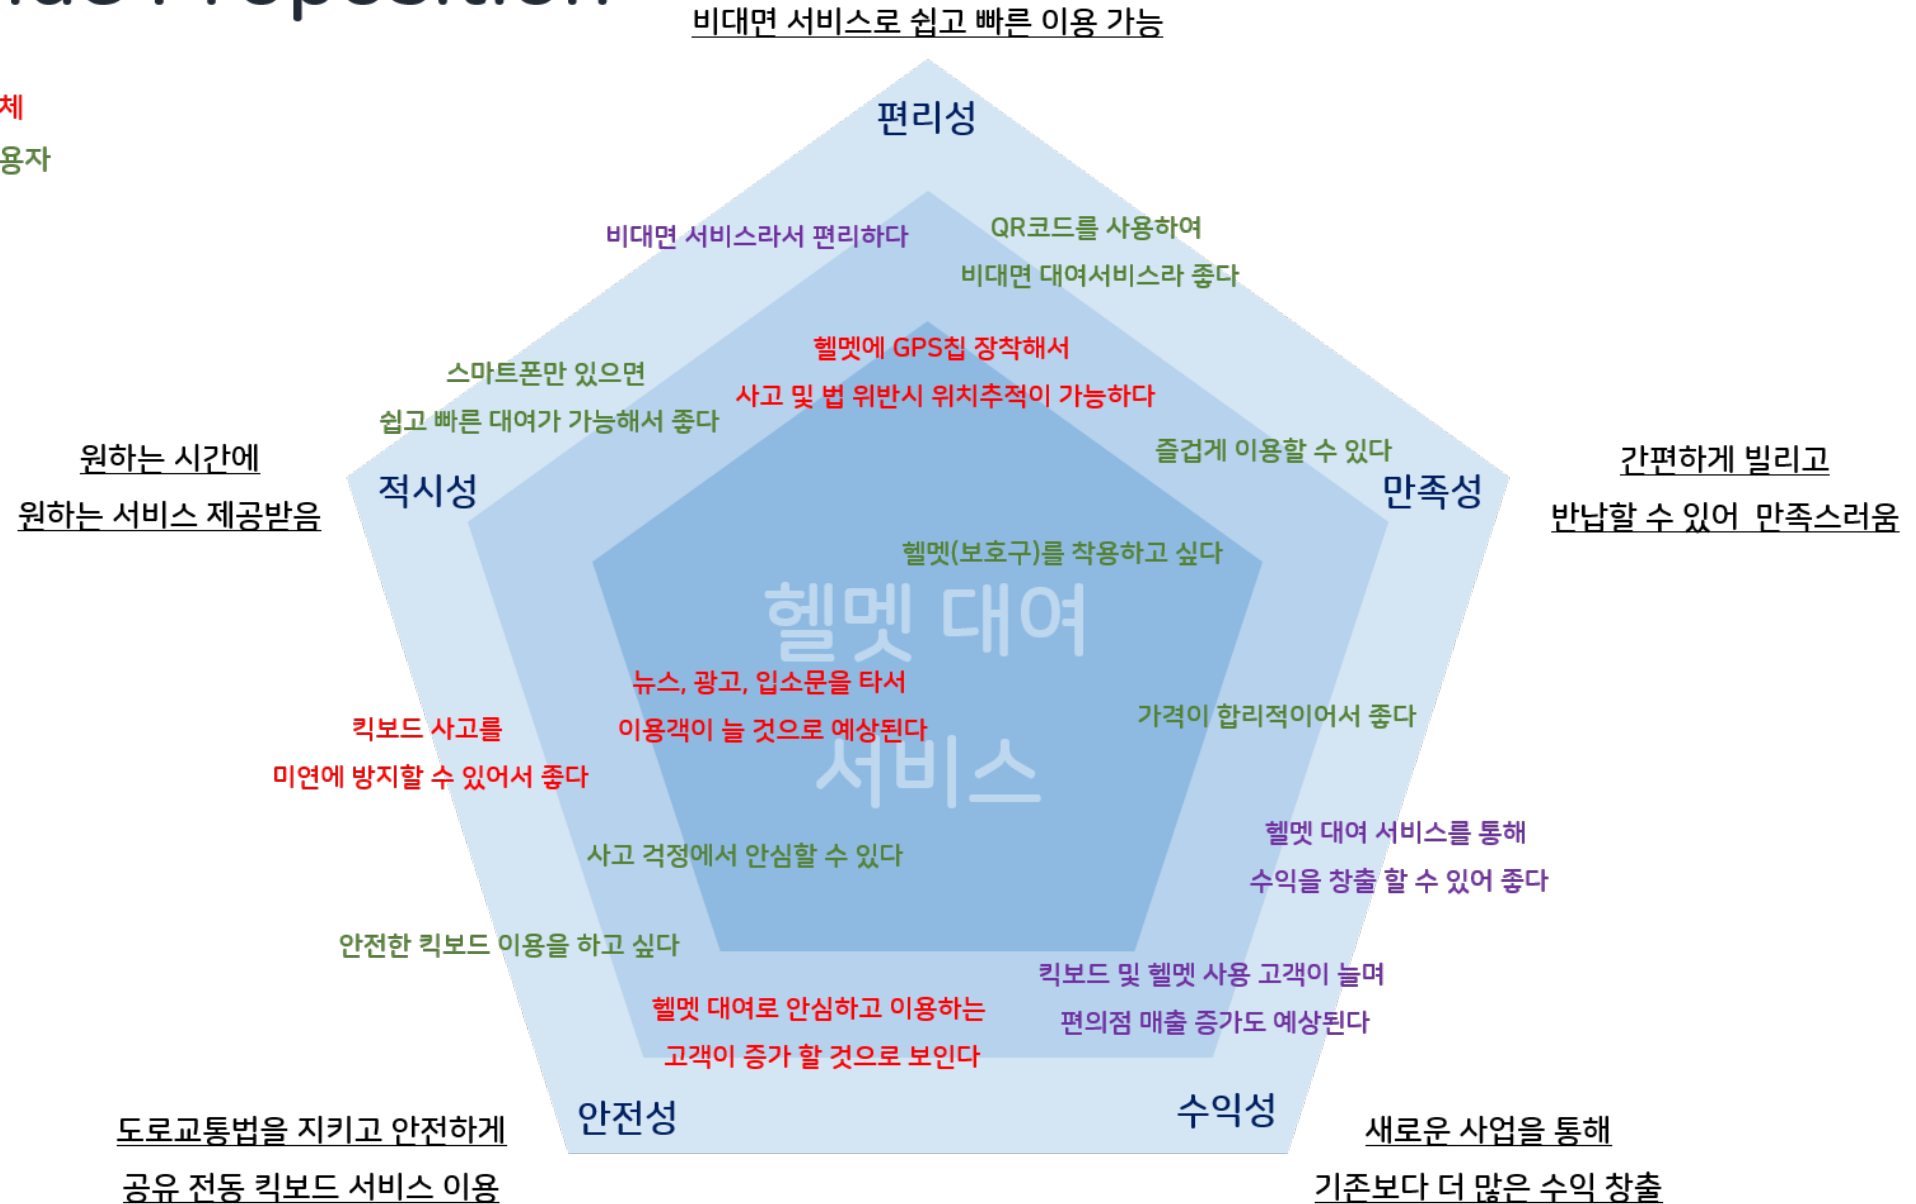 Proposition
비대면 서비스로 쉽고 빠른 이용 가능
체
용자
편리성
비대면 서비스라서 편리하다
QR코드를 사용하여
비대면 대여서비스라 좋다
헬멧에 GPS칩 장착해서
사고 및 법 위반시 위치추적이 가능하다
스마트폰만 있으면
쉽고 빠른 대여가 가능해서 좋다
즐겁게 이용할 수 있다
원하는 시간에
원하는 서비스 제공받음
적시성
만족성
간편하게 빌리고
반납할 수 있어 만족스러움
헬멧(보호구)를 착용하고 싶다
헬멧 대여
서비스
뉴스, 광고, 입소문을 타서
이용객이 늘 것으로 예상된다
가격이 합리적이어서 좋다
킥보드 사고를
미연에 방지할 수 있어서 좋다
헬멧 대여 서비스를 통해
수익을 창출 할 수 있어 좋다
사고 걱정에서 안심할 수 있다
안전한 킥보드 이용을 하고 싶다
킥보드 및 헬멧 사용 고객이 늘며
편의점 매출 증가도 예상된다
헬멧 대여로 안심하고 이용하는
고객이 증가 할 것으로 보인다
안전성
수익성
도로교통법을 지키고 안전하게
공유 전동 킥보드 서비스 이용
새로운 사업을 통해
기존보다 더 많은 수익 창출